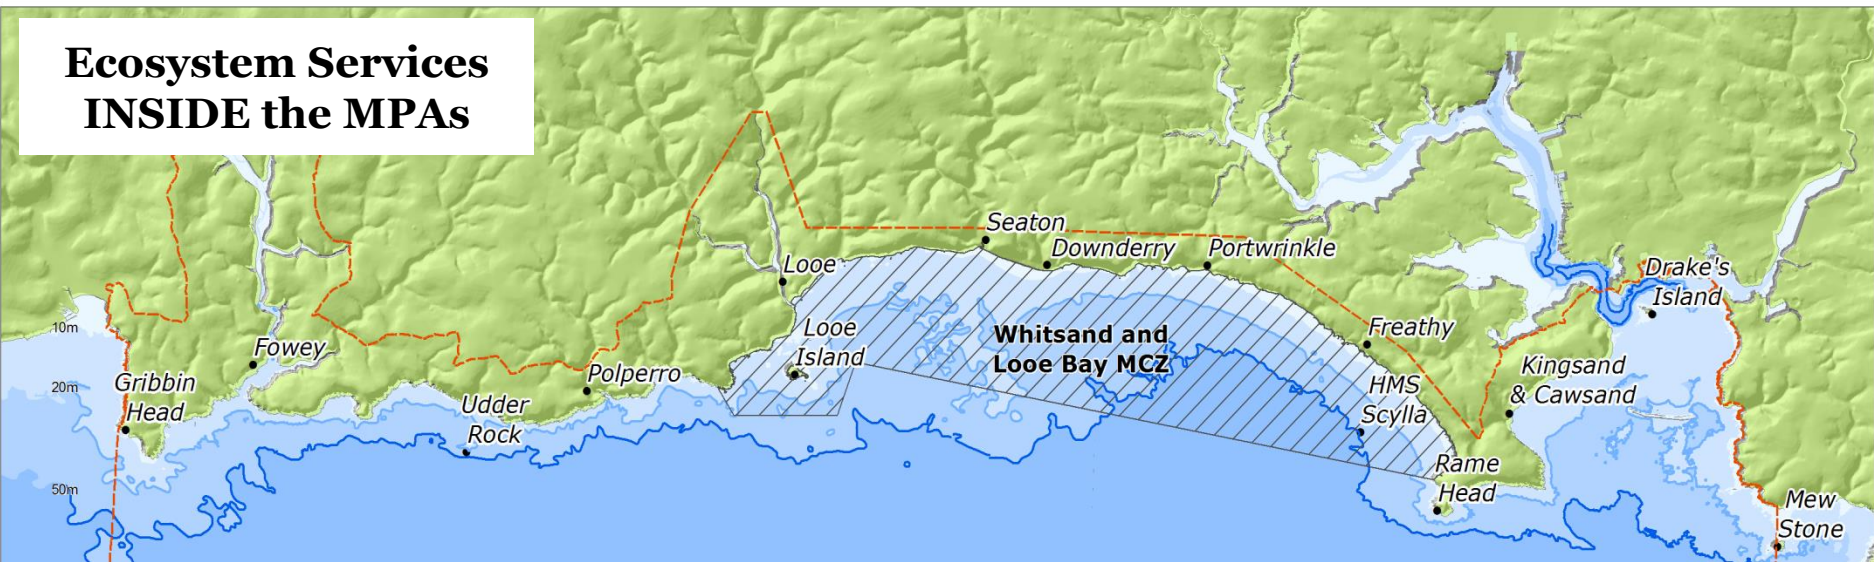 Ecosystem Services
INSIDE the MPAs
Seaton
Downderry
Portwrinkle
Looe
Drake's
Island
10m
Fowey
Looe
Island
Whitsand and
Looe Bay MCZ
Freathy
20m
Gribbin
Head
Polperro
Kingsand
& Cawsand
HMS
Scylla
Udder
Rock
Rame
Head
50m
Mew
Stone